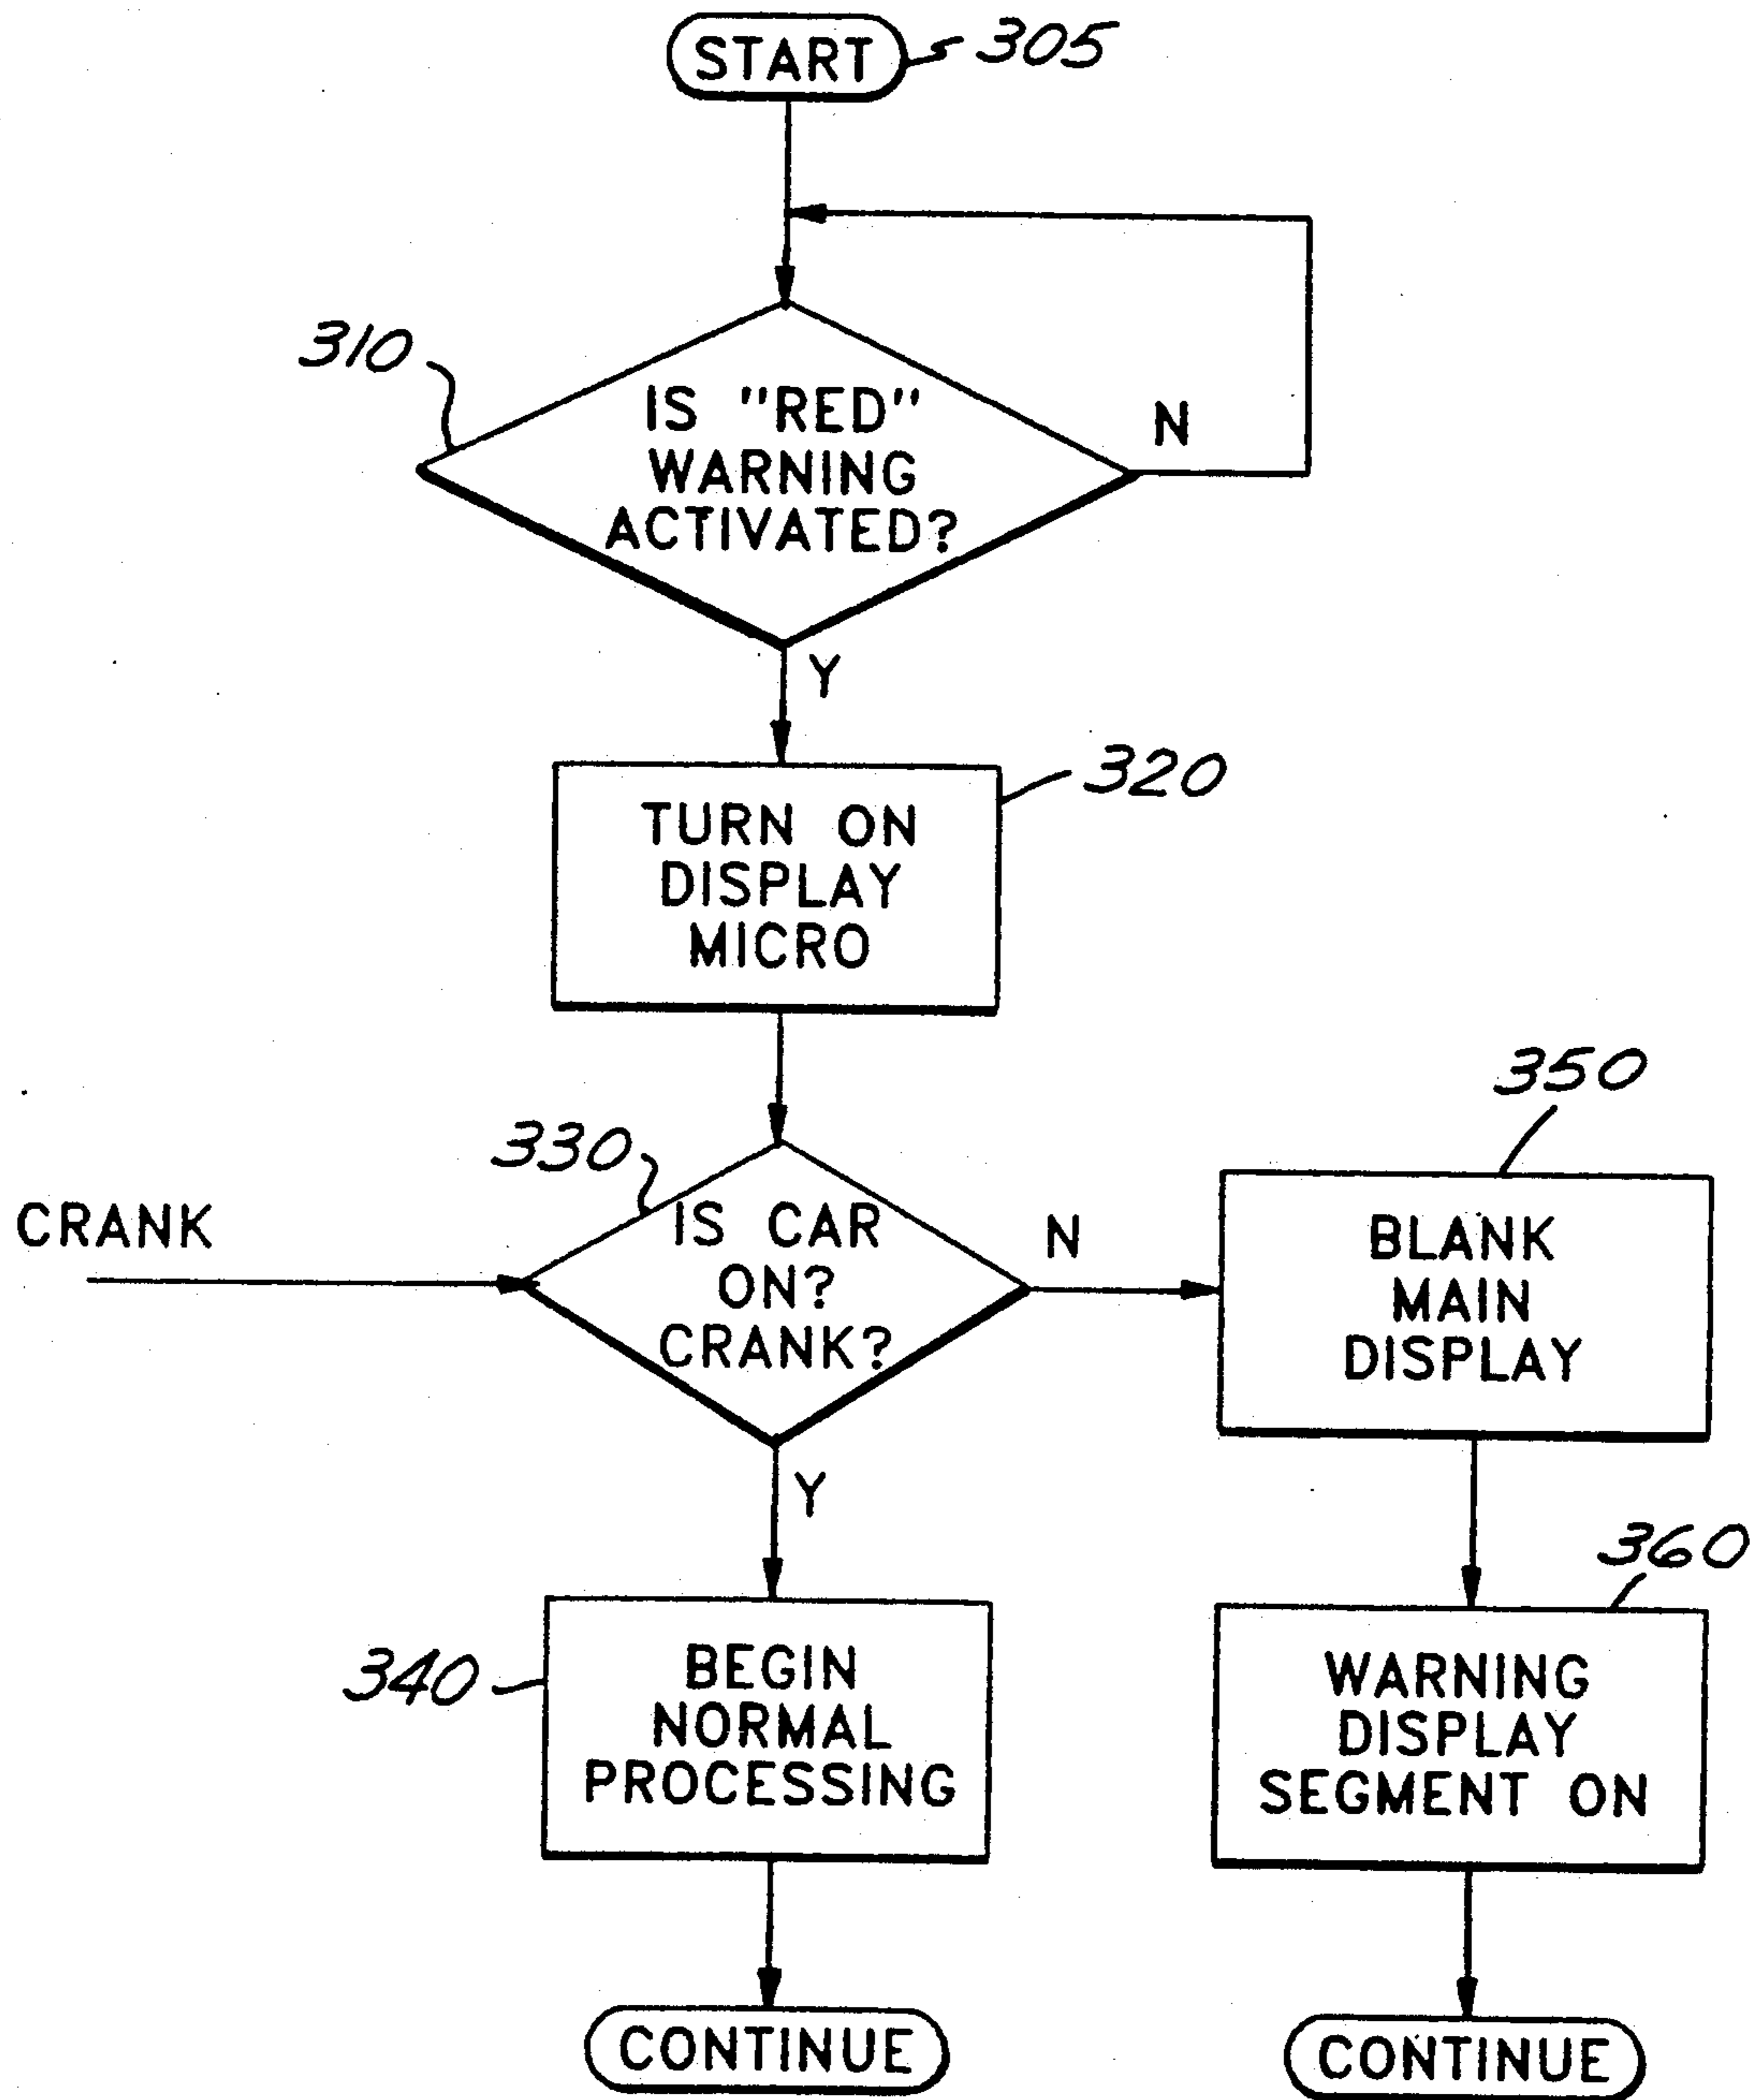 START
305
310
IS "RED"
WARNING
ACTIVATED?
N
Y
TURN ON
DISPLAY
MICRO
320
330
CRANK
IS CAR
ON?
CRANK?
N
Y
350
BLANK
MAIN
DISPLAY
340
BEGIN
NORMAL
PROCESSING
360
WARNING
DISPLAY
SEGMENT ON
CONTINUE
CONTINUE